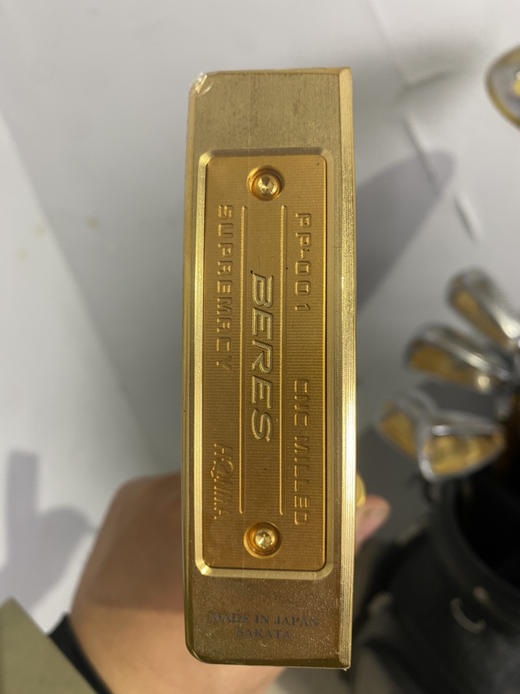 PP-001 CNC MILLED
BERES
SUPREMACY HONMA
MADE IN JAPAN
SAKATA